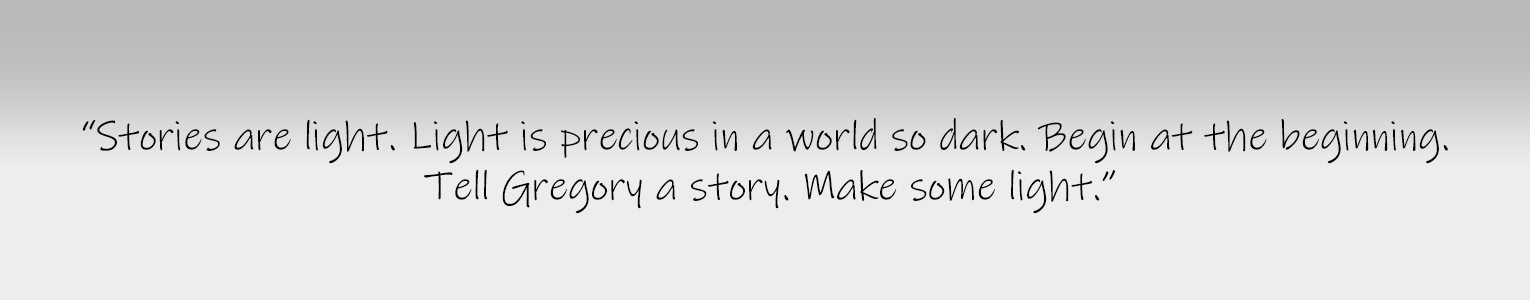 “Stories are light. Light is precious in a world so dark. Begin at the beginning.
Tell Gregory a story. Make some light.”